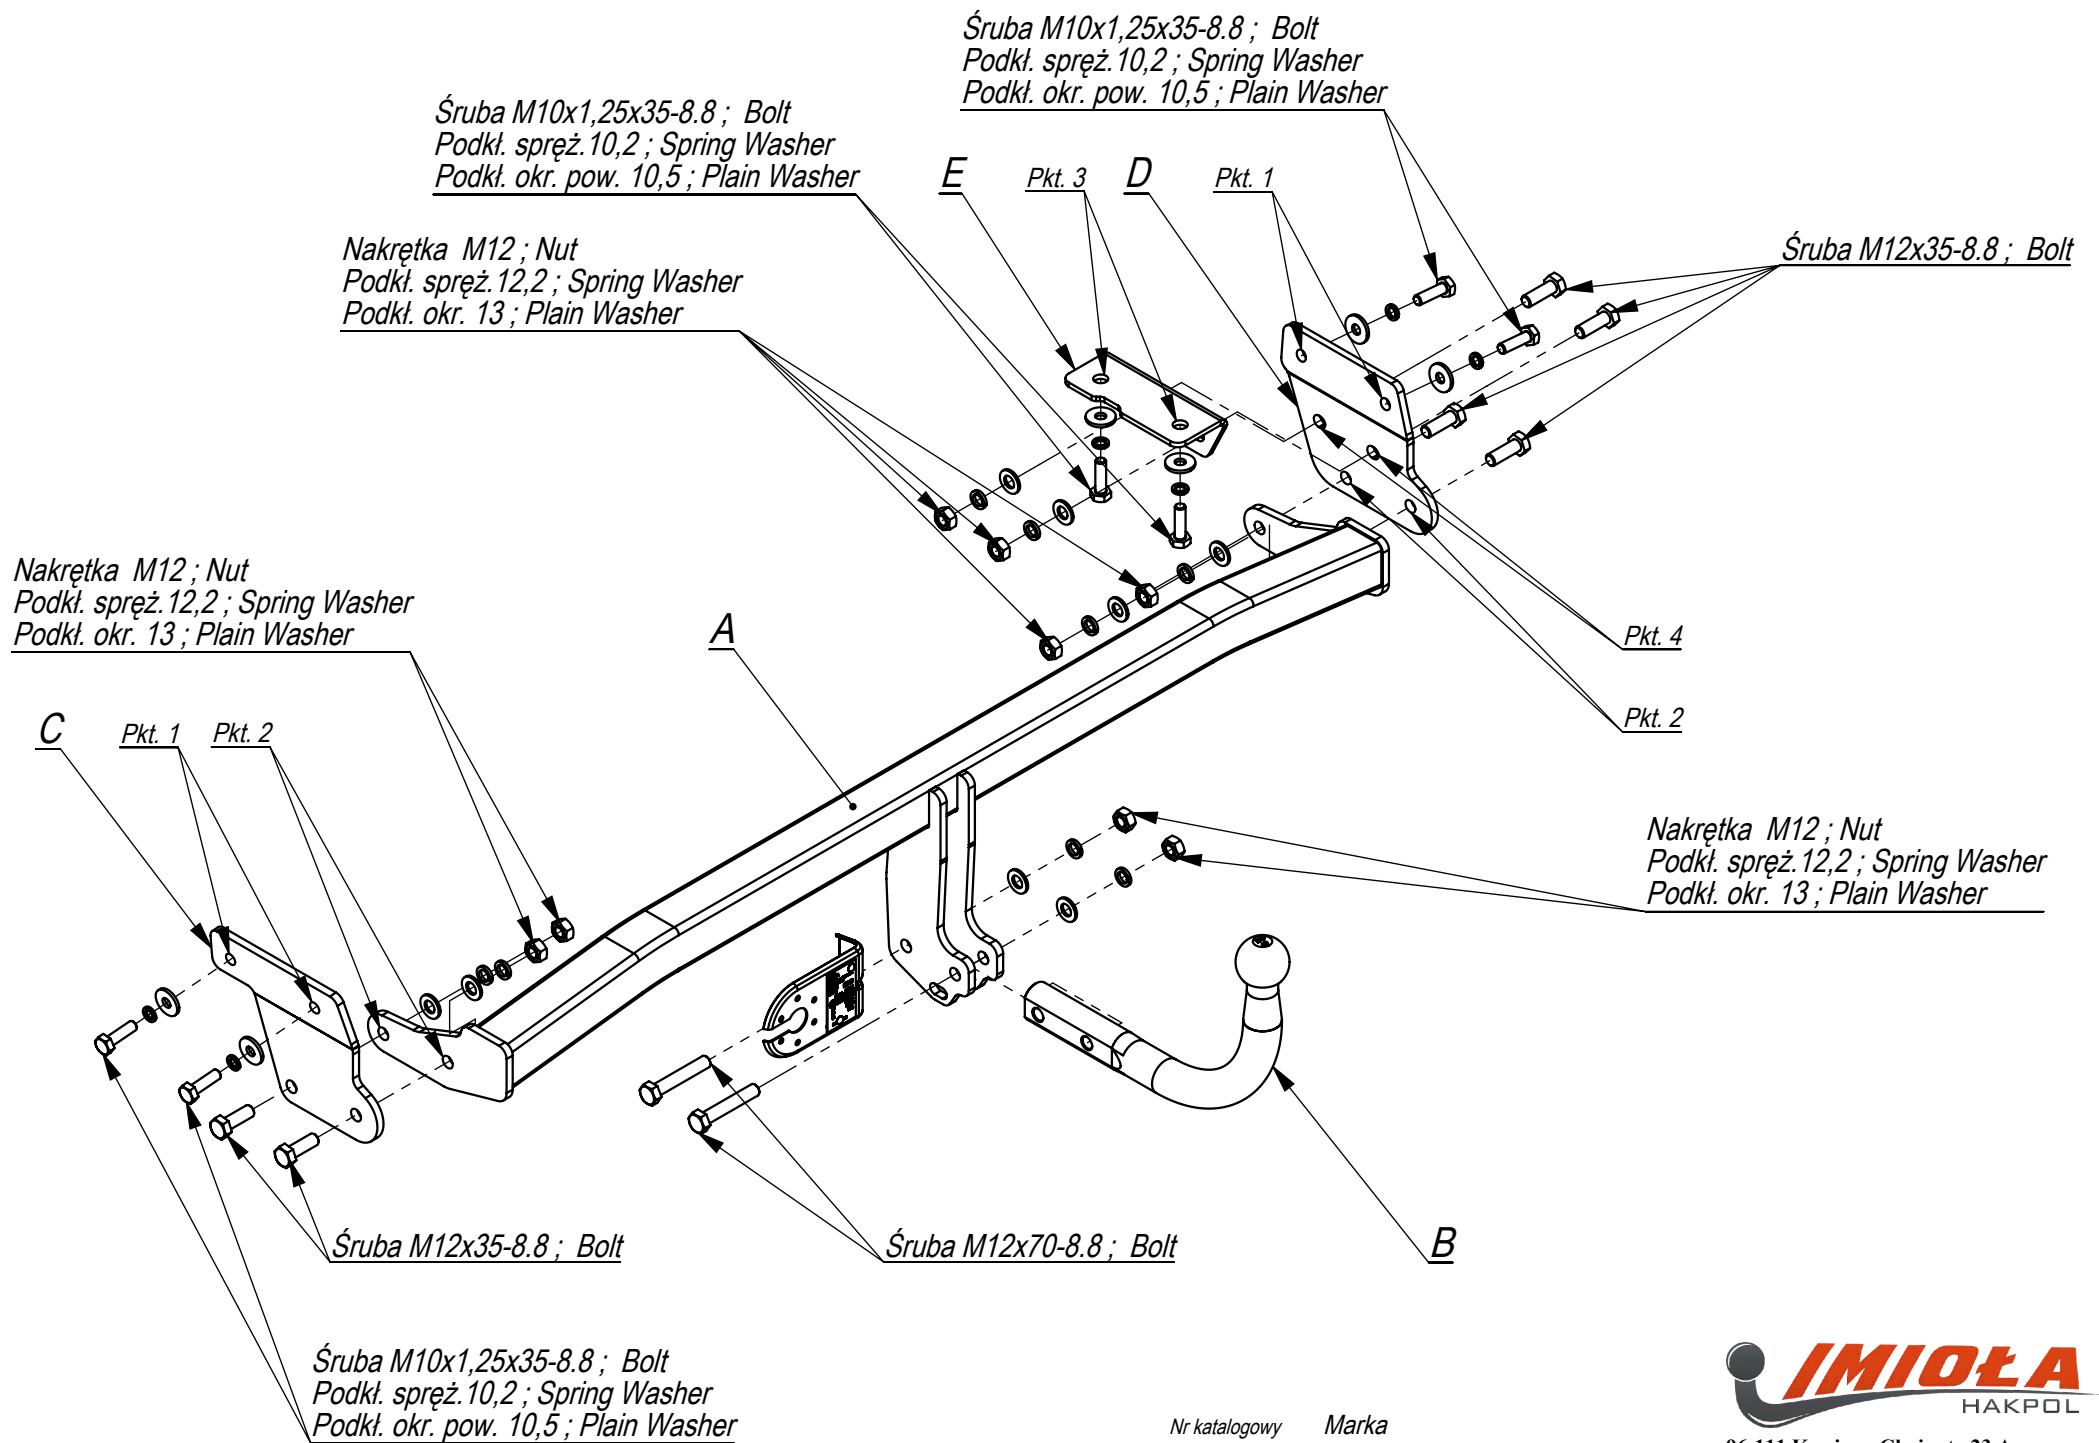 Śruba M10x1,25x35-8.8 ; Bolt
Podkł. spręż.10,2 ; Spring Washer
Podkł. okr. pow. 10,5 ; Plain Washer
Śruba M10x1,25x35-8.8 ; Bolt
Podkł. spręż.10,2 ; Spring Washer
Podkł. okr. pow. 10,5 ; Plain Washer
E
Pkt. 3
D
Pkt. 1
Nakrętka M12 ; Nut
Podkł. spręż.12,2 ; Spring Washer
Podkł. okr. 13 ; Plain Washer
Śruba M12x35-8.8 ; Bolt
Nakrętka M12 ; Nut
Podkł. spręż.12,2 ; Spring Washer
Podkł. okr. 13 ; Plain Washer
A
Pkt. 4
Pkt. 2
C
Pkt. 1
Pkt. 2
Nakrętka M12 ; Nut
Podkł. spręż.12,2 ; Spring Washer
Podkł. okr. 13 ; Plain Washer
Śruba M12x35-8.8 ; Bolt
Śruba M12x70-8.8 ; Bolt
B
Śruba M10x1,25x35-8.8 ; Bolt
Podkł. spręż.10,2 ; Spring Washer
Podkł. okr. pow. 10,5 ; Plain Washer
Nr katalogowy Marka
IMIOŁA
HAKPOL